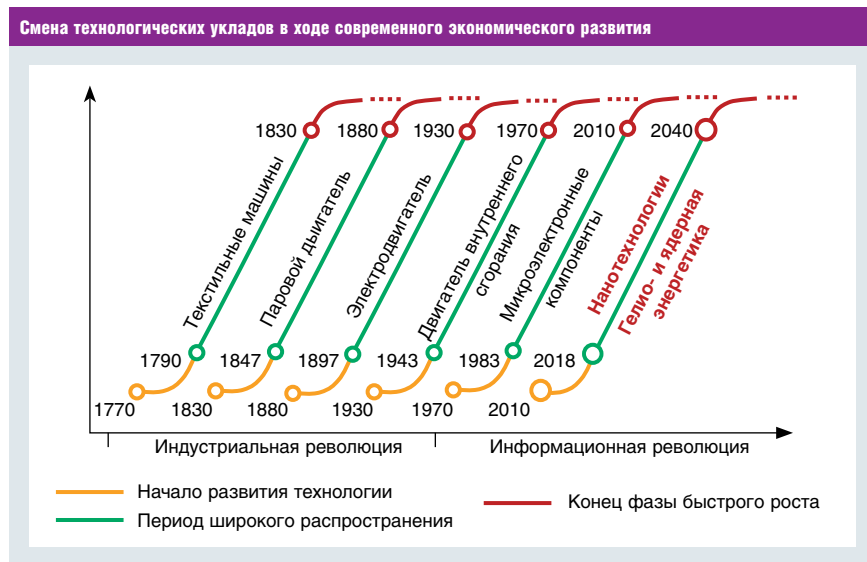 Смена технологических укладов в ходе современного экономического развития
1830
1880
1930
1970
2010
2040
Текстильные машины
Паровой дыигатель
Электродвигатель
Двигатель внутреннего
сгорания
Микроэлектронные
компоненты
Нанотехнологии
Гелио- и ядерная
энергетика
1790
1847
1897
1943
1983
2018
1770
1830
1880
1930
1970
2010
Индустриальная революция
Информационная революция
Начало развития технологии
Период широкого распространения
Конец фазы быстрого роста